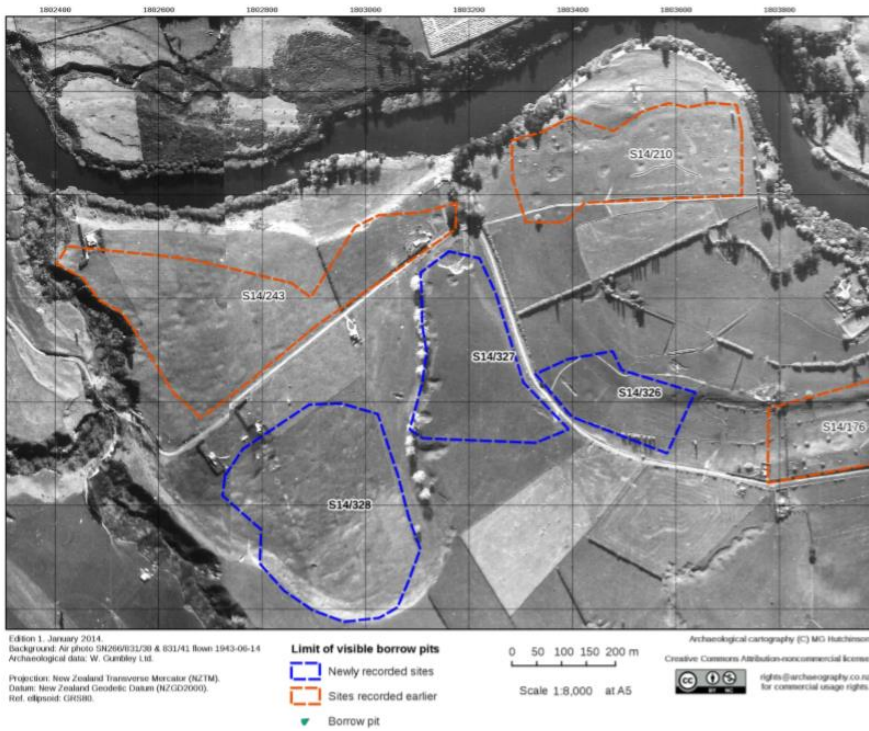 1802400 1802600 1802800 1803000 1803200 1803400 1803600 1803800
S14/210
S14/243
S14/327
S14/326
S14/176
S14/328
Edition 1. January 2014.
Background: Air photo SN266/831/39 & 831/41 flown 1943-06-14
Archaeological data: W. Gumbley Ltd.
Projection: New Zealand Transverse Mercator (NZTM).
Datum: New Zealand Geodetic Datum (NZGD2000).
Ref. ellipsoid: GRS80.
Limit of visible borrow pits
Newly recorded sites
Sites recorded earlier
Borrow pit
0 50 100 150 200 m
Scale 1:8,000 at A5
Archaeological cartography (C) MG Hutchinson
Creative Commons Attribution-noncommercial license
cc
BY NC
rights@archaeography.co.nz
for commercial usage rights.